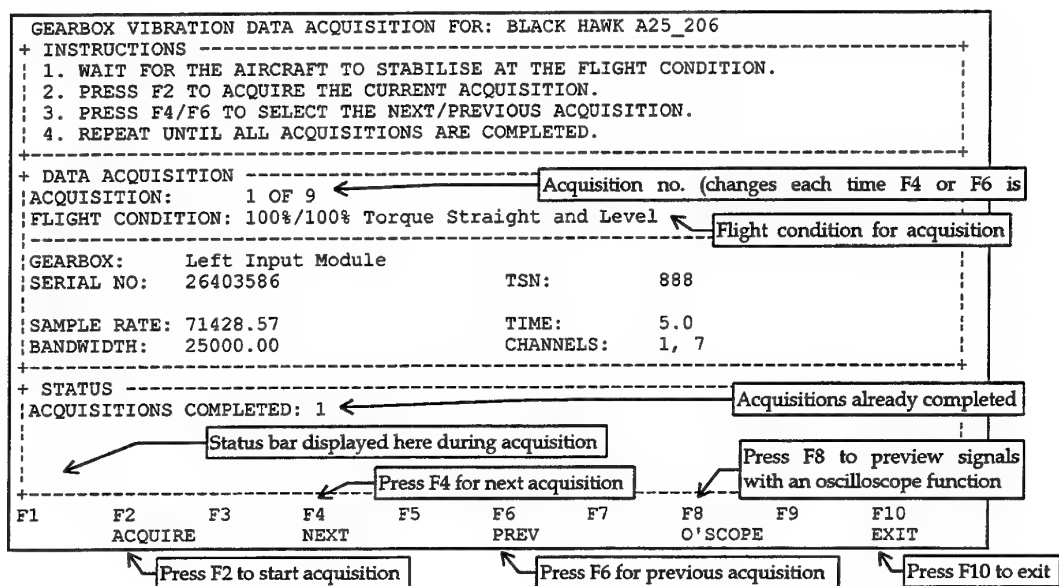 GEARBOX VIBRATION DATA ACQUISITION FOR: BLACK HAWK A25_206
+ INSTRUCTIONS
1. WAIT FOR THE AIRCRAFT TO STABILISE AT THE FLIGHT CONDITION.
2. PRESS F2 TO ACQUIRE THE CURRENT ACQUISITION.
3. PRESS F4/F6 TO SELECT THE NEXT/PREVIOUS ACQUISITION.
4. REPEAT UNTIL ALL ACQUISITIONS ARE COMPLETED.
+ DATA ACQUISITION
Acquisition no. (changes each time F4 or F6 is
ACQUISITION: 1 OF 9
FLIGHT CONDITION: 100%/100% Torque Straight and Level
Flight condition for acquisition
GEARBOX: Left Input Module
SERIAL NO: 26403586 TSN: 888
SAMPLE RATE: 71428.57 TIME: 5.0
BANDWIDTH: 25000.00 CHANNELS: 1, 7
+ STATUS
ACQUISITIONS COMPLETED: 1
Acquisitions already completed
Status bar displayed here during acquisition
Press F8 to preview signals
with an oscilloscope function
Press F4 for next acquisition
F1 F2 F3 F4 F5 F6 F7 F8 F9 F10
ACQUIRE NEXT PREV O'SCOPE EXIT
Press F2 to start acquisition
Press F6 for previous acquisition
Press F10 to exit